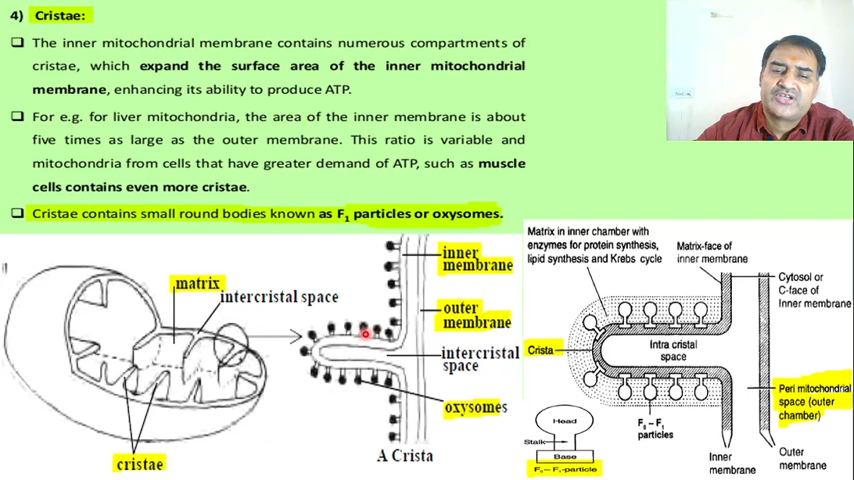 4) Cristae:
❑ The inner mitochondrial membrane contains numerous compartments of
cristae, which expand the surface area of the inner mitochondrial
membrane, enhancing its ability to produce ATP.
❑ For e.g. for liver mitochondria, the area of the inner membrane is about
five times as large as the outer membrane. This ratio is variable and
mitochondria from cells that have greater demand of ATP, such as muscle
cells contains even more cristae.
❑ Cristae contains small round bodies known as F₁ particles or oxysomes.
matrix
intercristal space
cristae
inner
membrane
outer
membrane
intercristal
space
oxysomes
A Crista
Matrix in inner chamber with
enzymes for protein synthesis,
lipid synthesis and Krebs cycle
Matrix-face of
inner membrane
Cytosol or
C-face of
Inner membrane
Crista
Intra cristal
space
Peri mitochondrial
space (outer
chamber)
F₀ – F₁
particles
Head
Stalk
Base
F₀ – F₁-particle
Inner
membrane
Outer
membrane